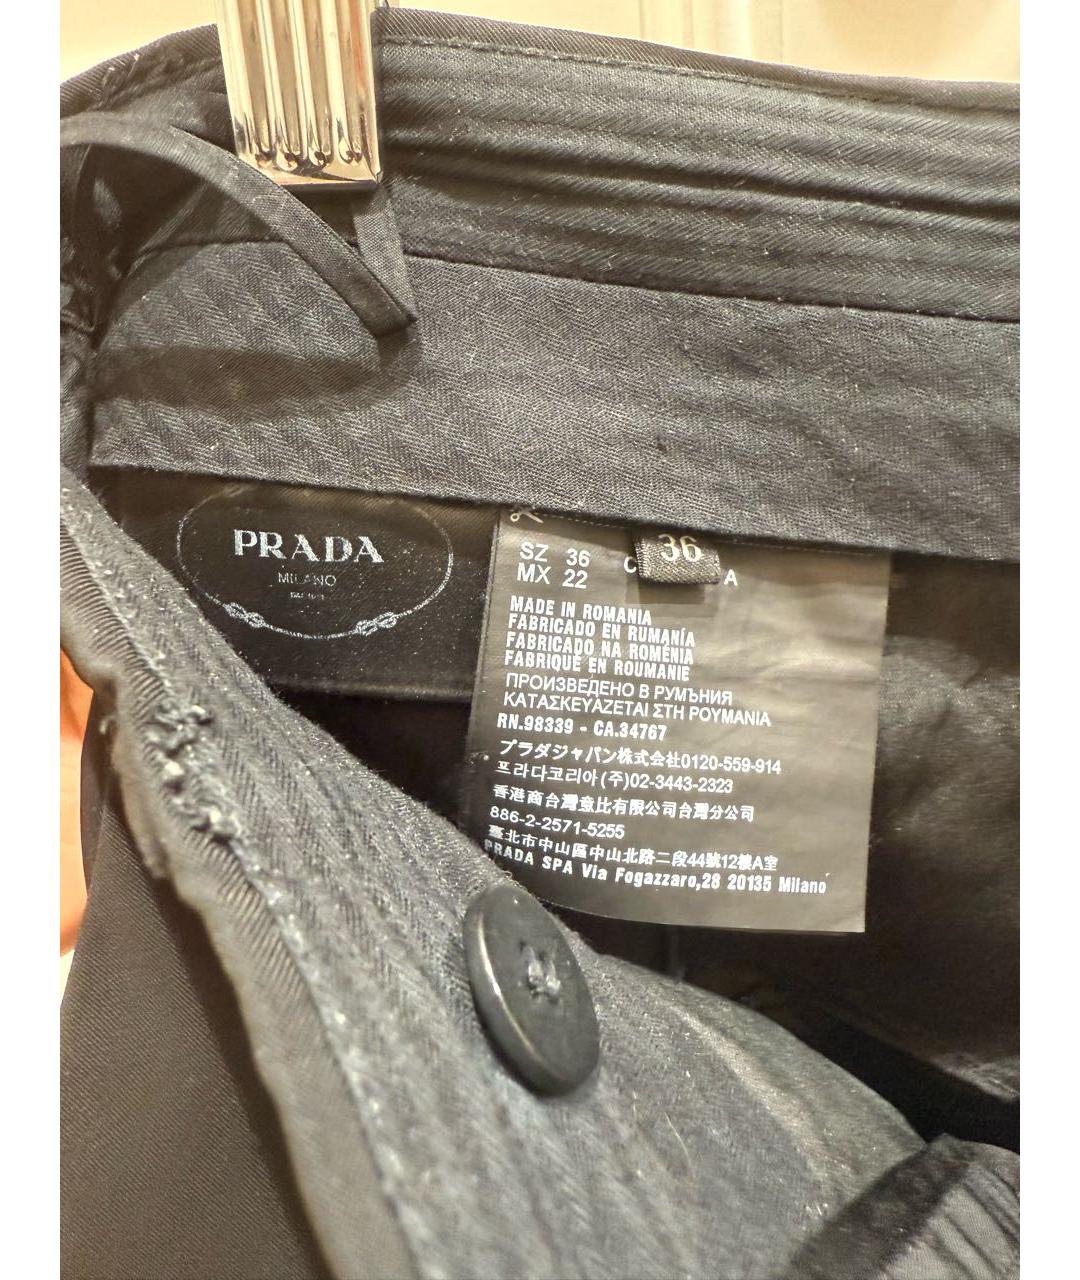 PRADA
MILANO
SZ 36
MX 22
C
36
A
MADE IN ROMANIA
FABRICADO EN RUMANÍA
FABRICADO NA ROMÉNIA
FABRIQUÉ EN ROUMANIE
ПРОИЗВЕДЕНО В РУМЪНИЯ
ΚΑΤΑΣΚΕΥΑΖΕΤΑΙ ΣΤΗ ΡΟΥΜΑΝΙΑ
RN.98339 - CA.34767
プラダジャパン株式会社0120-559-914
프라다코리아(주)02-3443-2323
香港商台灣意比有限公司台灣分公司
886-2-2571-5255
臺北市中山區中山北路二段44號12樓A室
PRADA SPA Via Fogazzaro,28 20135 Milano